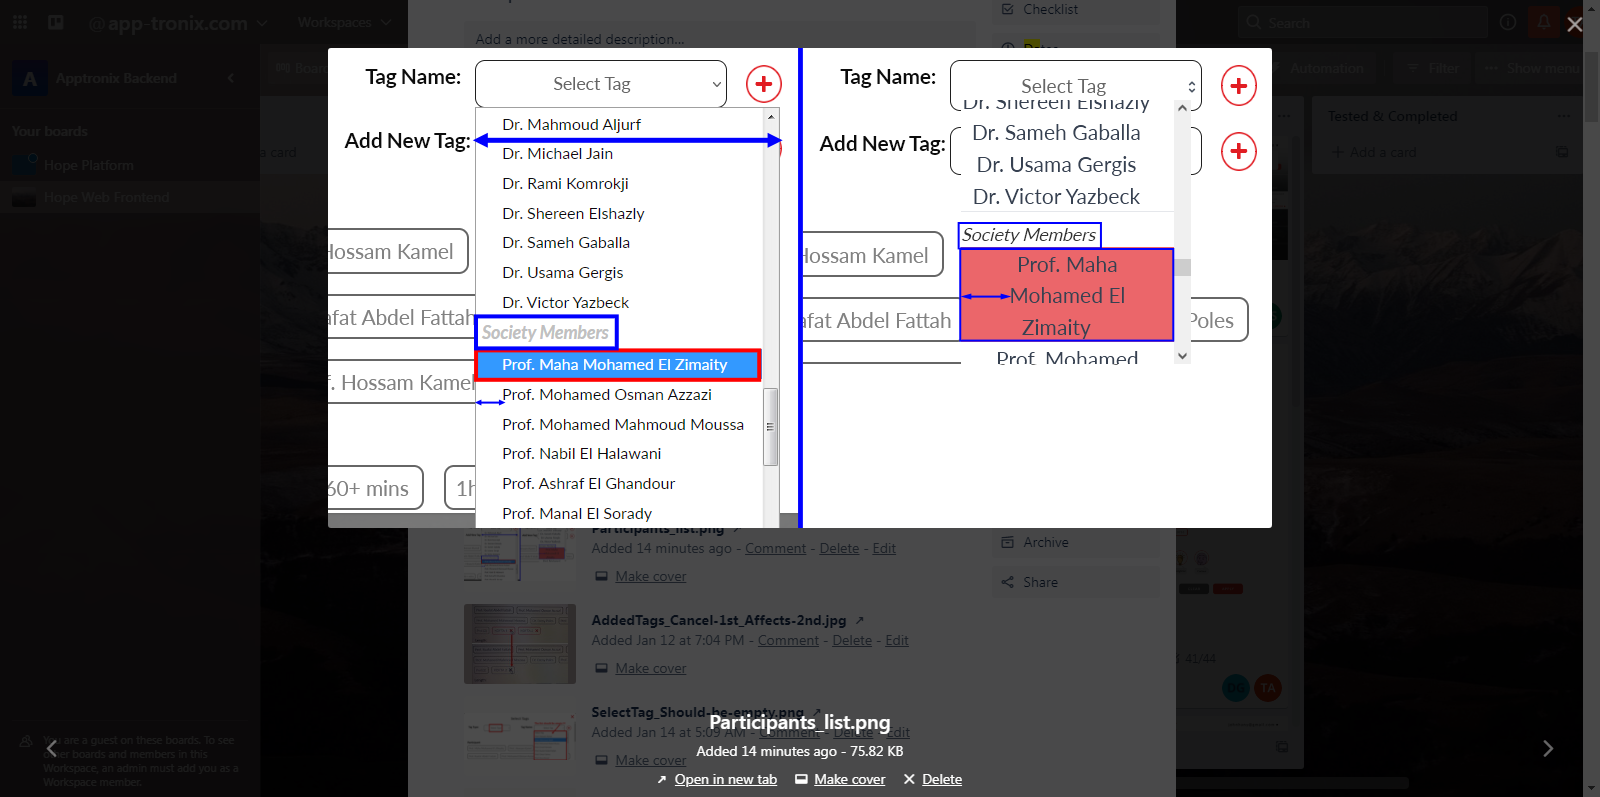 @app-tronix.com
Workspaces
Search
Checklist
Add a more detailed description...
Dates
A
Apptronix Backend
Boar
Automation
Filter
Show menu
Your boards
Hope Platform
Hope Web Frontend
a card
Tested & Completed
Add a card
Tag Name:
Select Tag
Add New Tag:
Dr. Mahmoud Aljurf
Dr. Michael Jain
Dr. Rami Komrokji
Dr. Shereen Elshazly
Dr. Sameh Gaballa
Dr. Usama Gergis
Dr. Victor Yazbeck
Society Members
Prof. Maha Mohamed El Zimaity
Prof. Mohamed Osman Azzazi
Prof. Mohamed Mahmoud Moussa
Prof. Nabil El Halawani
Prof. Ashraf El Ghandour
Prof. Manal El Sorady
Hossam Kamel
afat Abdel Fattah
f. Hossam Kamel
60+ mins
1h
Tag Name:
Select Tag
Add New Tag:
Dr. Shereen Elshazly
Dr. Sameh Gaballa
Dr. Usama Gergis
Dr. Victor Yazbeck
Society Members
Prof. Maha
Mohamed El
Zimaity
Prof. Mohamed
Hossam Kamel
afat Abdel Fattah
Poles
Participants_list.png
Added 14 minutes ago - Comment - Delete - Edit
Make cover
Archive
Share
AddedTags_Cancel-1st_Affects-2nd.jpg
Added Jan 12 at 7:04 PM - Comment - Delete - Edit
Make cover
41/44
DG
TA
SelectTag_Should-be-empty.png
Added Jan 14 at 5:09 AM - Comment - Delete - Edit
Make cover
Participants_list.png
Added 14 minutes ago - 75.82 KB
Open in new tab
Make cover
Delete
You are a guest on these boards. To see
other boards and members in this
Workspace, an admin must add you as a
Workspace member.